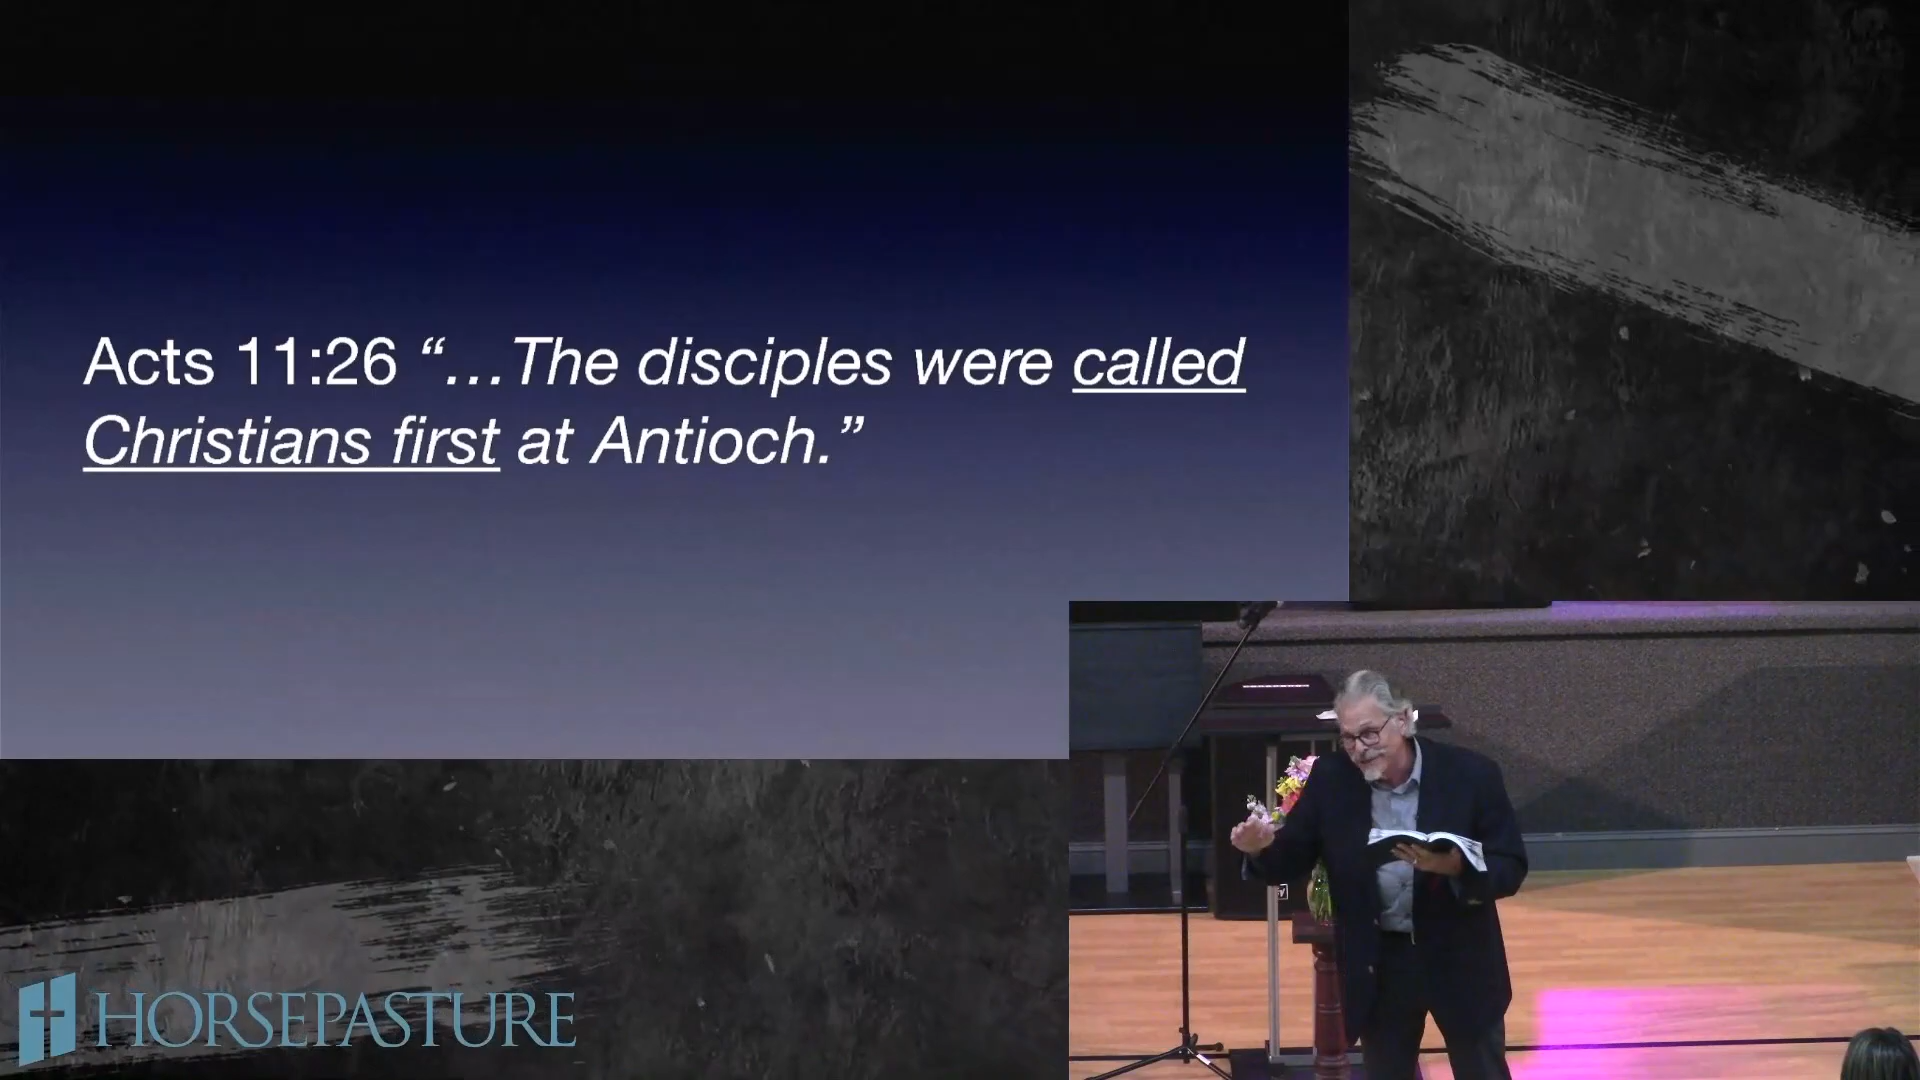 Acts 11:26 “…The disciples were called
Christians first at Antioch.”
HORSEPASTURE